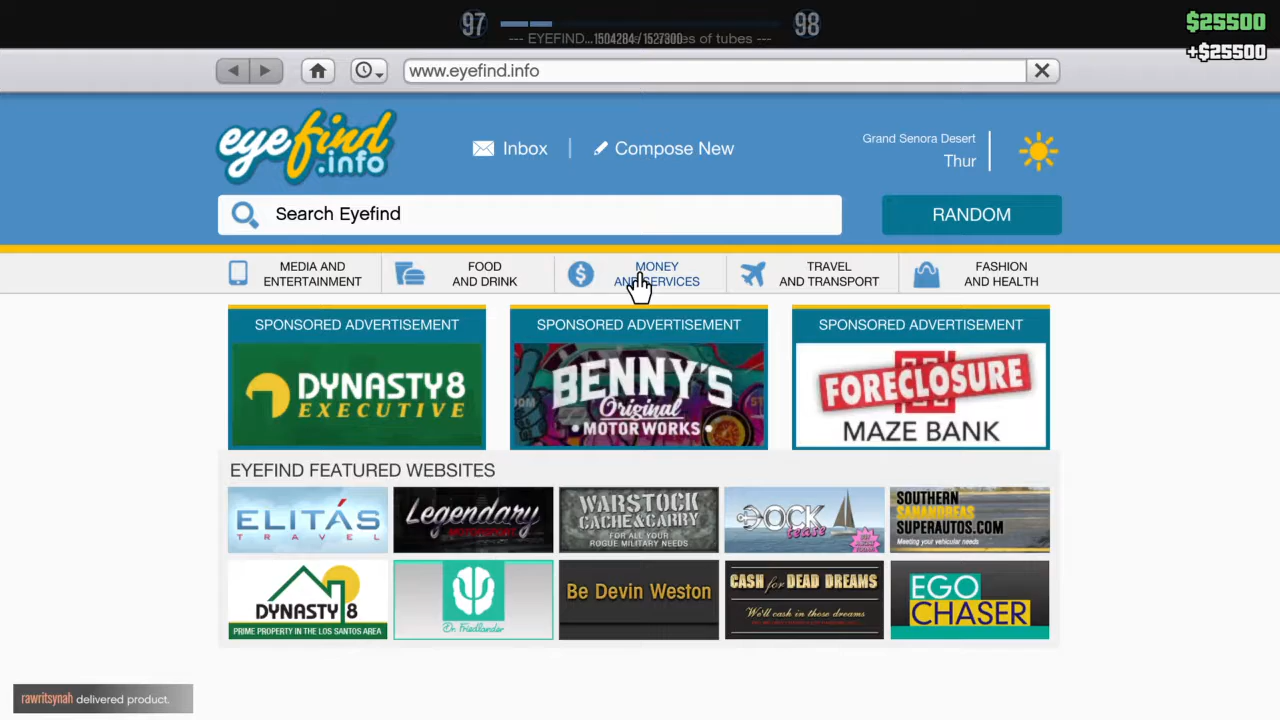 97
98
$25500
--- EYEFIND... 1504284 / 1527300 es of tubes ---
+$25500
www.eyefind.info
eyefind.info
Inbox
Compose New
Grand Senora Desert
Thur
Search Eyefind
RANDOM
MEDIA AND
ENTERTAINMENT
FOOD
AND DRINK
MONEY
AND SERVICES
TRAVEL
AND TRANSPORT
FASHION
AND HEALTH
SPONSORED ADVERTISEMENT
DYNASTY 8
EXECUTIVE
SPONSORED ADVERTISEMENT
BENNY'S
Original
• MOTOR WORKS •
SPONSORED ADVERTISEMENT
FORECLOSURE
MAZE BANK
EYEFIND FEATURED WEBSITES
ELITÁS
TRAVEL
Legendary
WARSTOCK
CACHE & CARRY
FOR ALL YOUR
ROGUE MILITARY NEEDS
DOCK
tease
SOUTHERN
SANANDREAS
SUPERAUTOS.COM
Meeting your vehicular needs
DYNASTY 8
PRIME PROPERTY IN THE LOS SANTOS AREA
Dr. Friedlander
Be Devin Weston
CASH for DEAD DREAMS
We'll cash in those dreams
EGO
CHASER
rawritsynah delivered product.